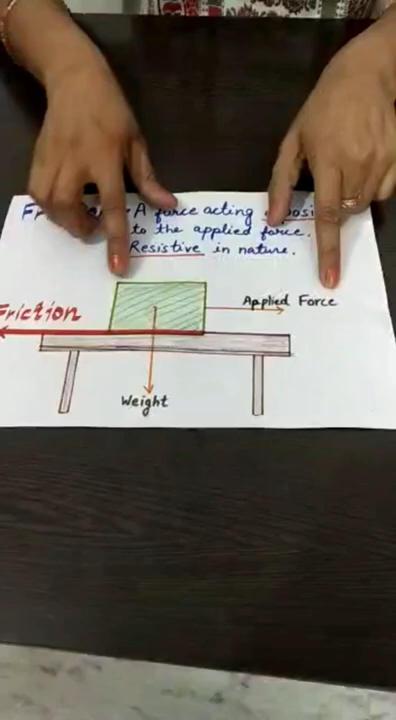 A force acting
to the applied force.
Resistive in nature.
Applied Force
Friction
Weight